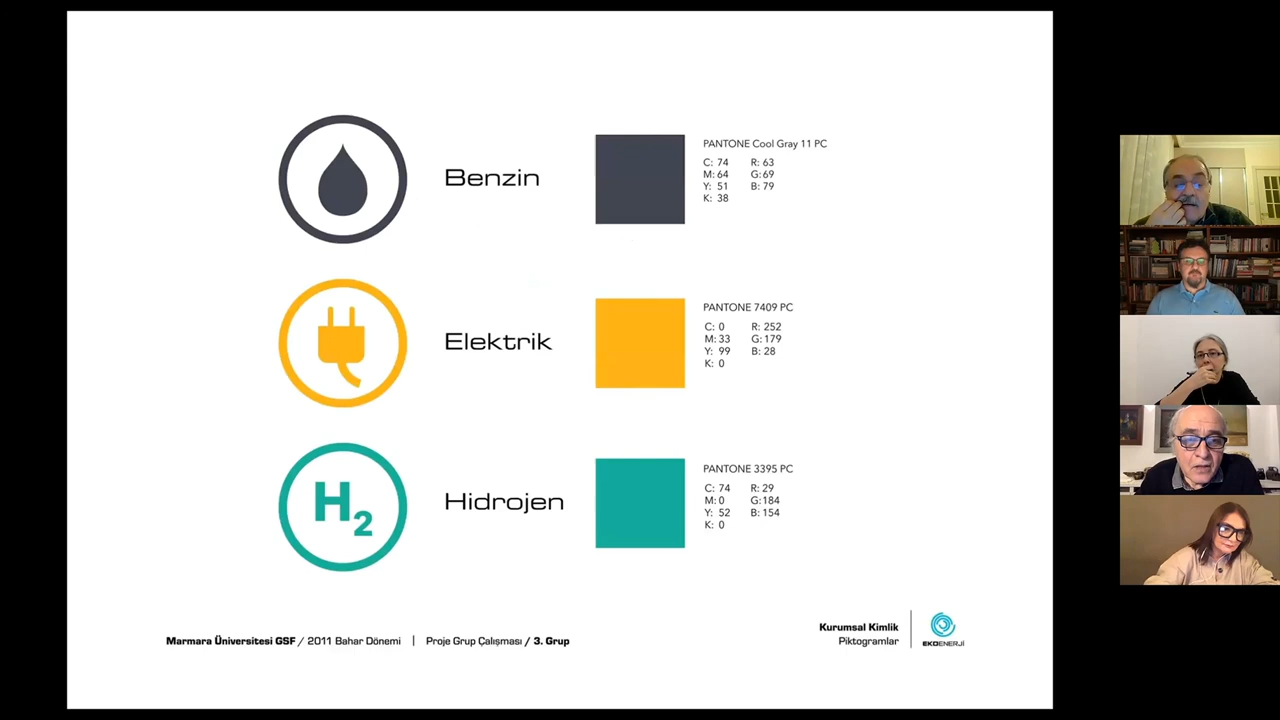 Benzin
PANTONE Cool Gray 11 PC
C: 74 R: 63
M: 64 G: 69
Y: 51 B: 79
K: 38
Elektrik
PANTONE 7409 PC
C: 0 R: 252
M: 33 G: 179
Y: 99 B: 28
K: 0
H2
Hidrojen
PANTONE 3395 PC
C: 74 R: 29
M: 0 G: 184
Y: 52 B: 154
K: 0
Marmara Üniversitesi GSF / 2011 Bahar Dönemi | Proje Grup Çalışması / 3. Grup
Kurumsal Kimlik
Piktogramlar
EKOENERJİ